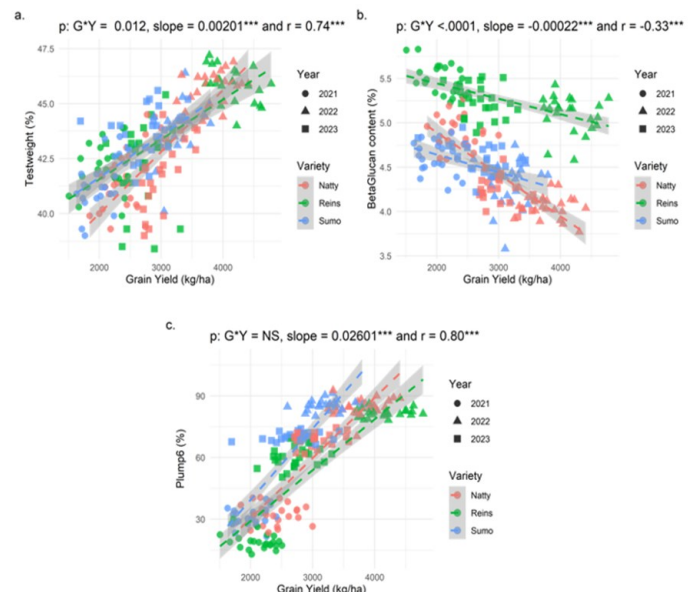 a.
p: G*Y = 0.012, slope = 0.00201*** and r = 0.74***
47.5
45.0
42.5
40.0
Testweight (%)
2000 3000 4000
Grain Yield (kg/ha)
Year
2021
2022
2023
Variety
Natty
Reins
Sumo
b.
p: G*Y <.0001, slope = -0.00022*** and r = -0.33***
5.5
5.0
4.5
4.0
3.5
BetaGlucan content (%)
2000 3000 4000
Grain Yield (kg/ha)
Year
2021
2022
2023
Variety
Natty
Reins
Sumo
c.
p: G*Y = NS, slope = 0.02601*** and r = 0.80***
90
60
30
Plump6 (%)
2000 3000 4000
Grain Yield (kg/ha)
Year
2021
2022
2023
Variety
Natty
Reins
Sumo